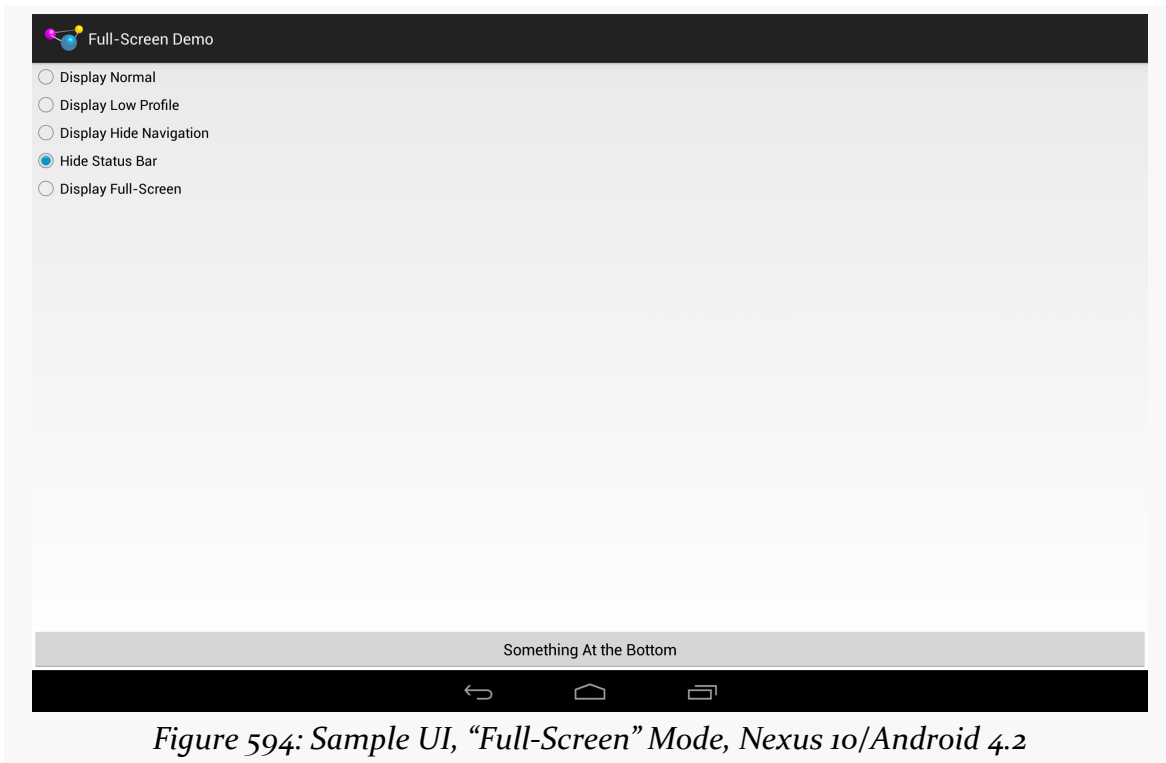 Full-Screen Demo
Display Normal
Display Low Profile
Display Hide Navigation
Hide Status Bar
Display Full-Screen
Something At the Bottom
Figure 594: Sample UI, “Full-Screen” Mode, Nexus 10/Android 4.2